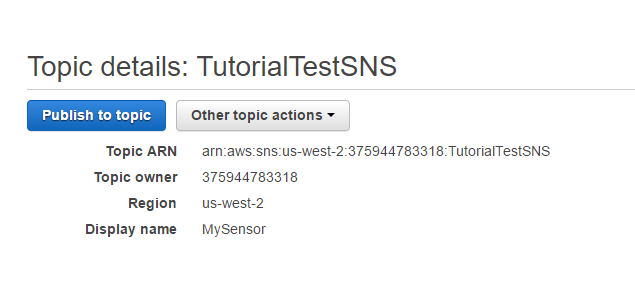 Topic details: TutorialTestSNS
Publish to topic Other topic actions
Topic ARN arn:aws:sns:us-west-2:375944783318:TutorialTestSNS
Topic owner 375944783318
Region us-west-2
Display name MySensor